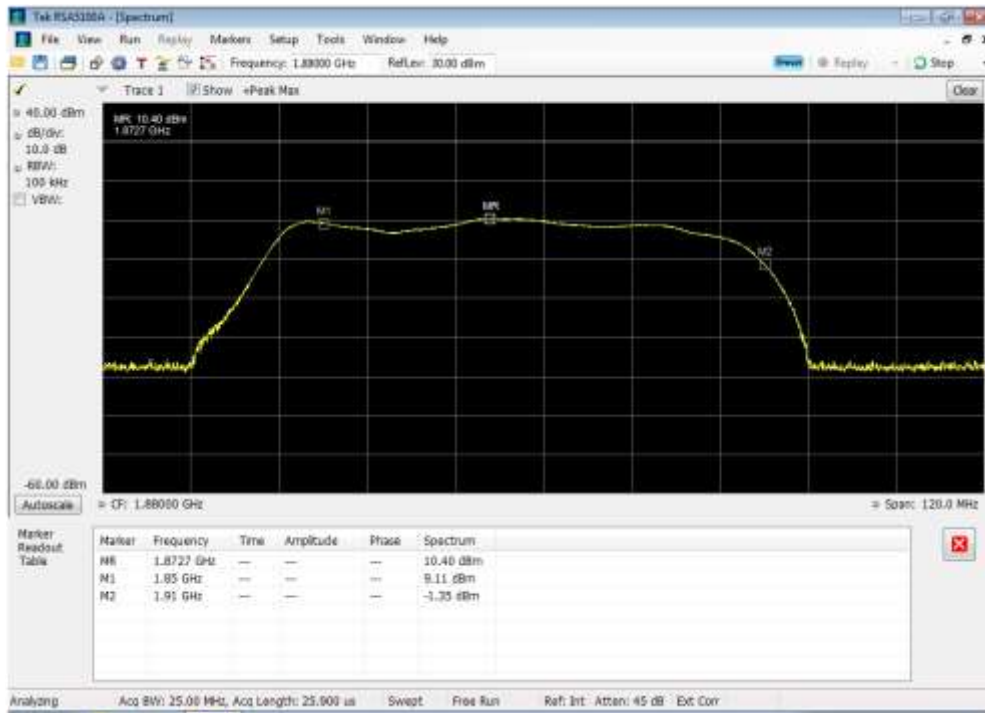 Tek RSA5100A - [Spectrum]
File View Run Replay Markers Setup Tools Window Help
Frequency: 1.88000 GHz RefLev: 30.00 dBm Preset Replay Stop
Trace 1 Show +Peak Max Clear
40.00 dBm
dB/div:
10.0 dB
RBW:
100 kHz
VBW:
MR: 10.40 dBm
1.8727 GHz
M1
MR
M2
-60.00 dBm
Autoscale CF: 1.88000 GHz Span: 120.0 MHz
Marker
Readout
Table
Marker Frequency Time Amplitude Phase Spectrum
MR 1.8727 GHz --- --- --- 10.40 dBm
M1 1.85 GHz --- --- --- 9.11 dBm
M2 1.91 GHz --- --- --- -1.35 dBm
Analyzing Acq BW: 25.00 MHz, Acq Length: 25.900 us Swept Free Run Ref: Int Atten: 45 dB Ext Corr